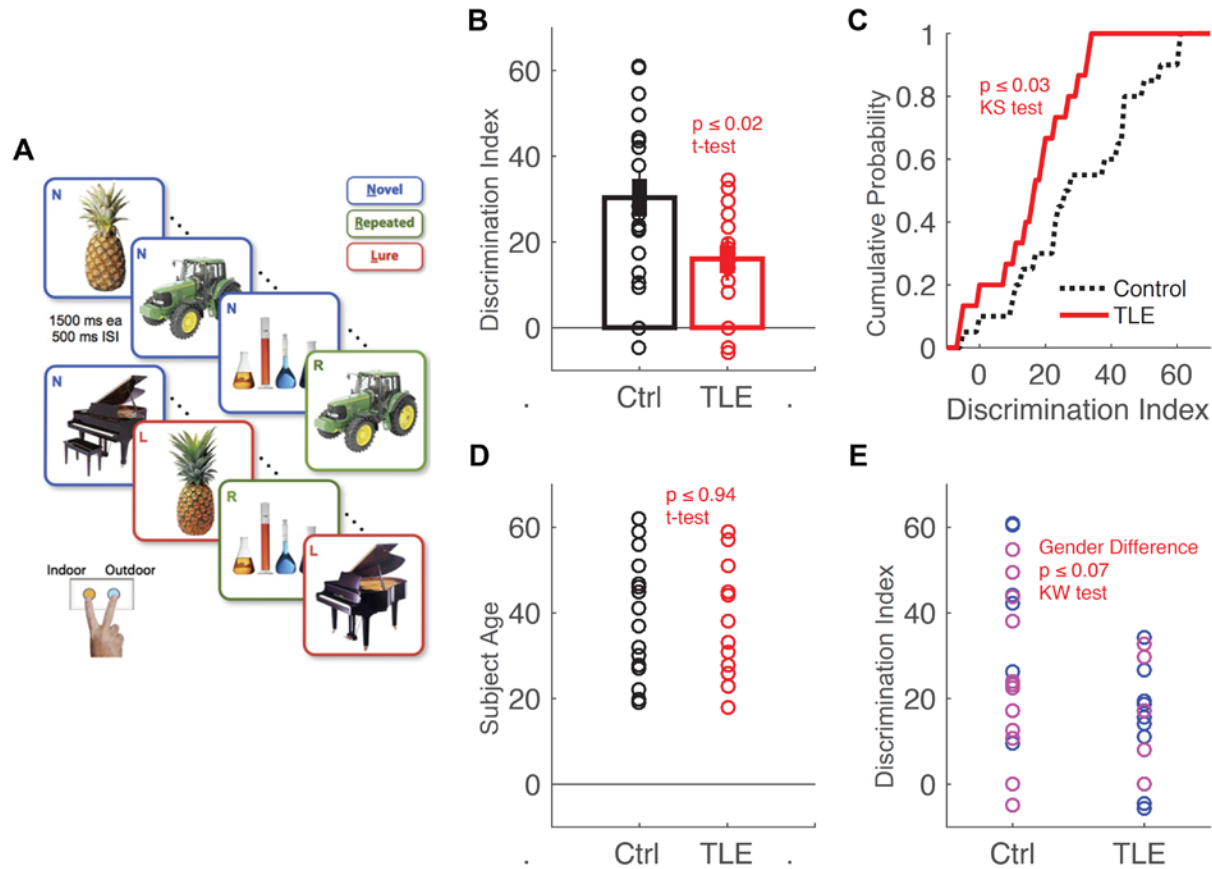 A
N
Novel
Repeated
Lure
N
1500 ms ea
500 ms ISI
N
R
N
L
R
L
Indoor Outdoor
B
Discrimination Index
60
40
20
0
p ≤ 0.02
t-test
. Ctrl TLE .
C
Cumulative Probability
1
0.8
0.6
0.4
0.2
0
p ≤ 0.03
KS test
Control
TLE
0 20 40 60
Discrimination Index
D
Subject Age
60
40
20
0
p ≤ 0.94
t-test
. Ctrl TLE .
E
Discrimination Index
60
40
20
0
Gender Difference
p ≤ 0.07
KW test
Ctrl TLE